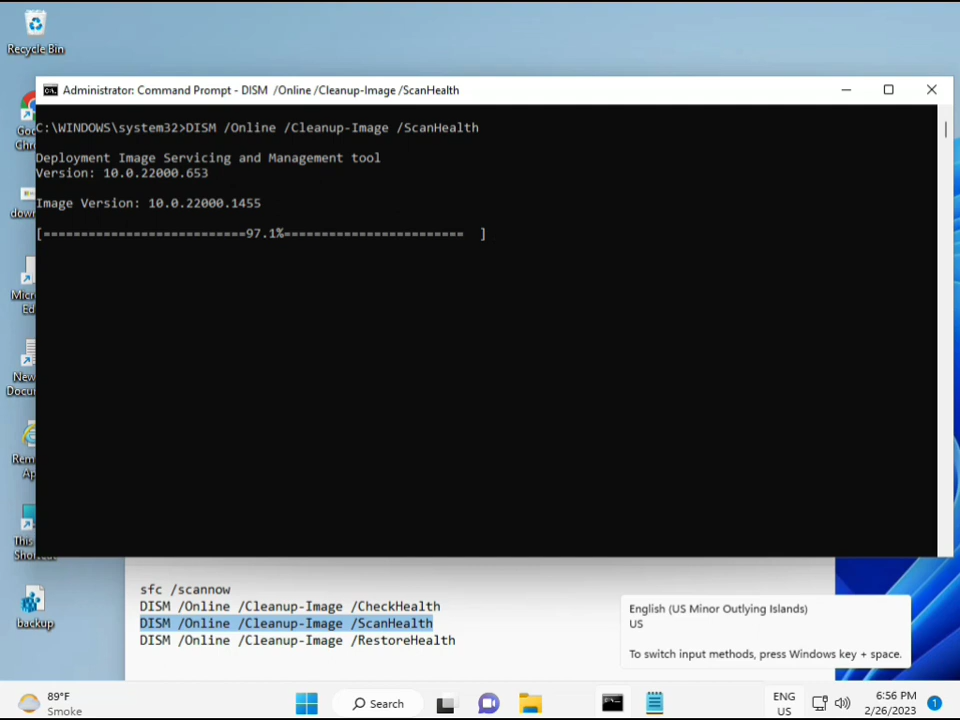 Recycle Bin
Administrator: Command Prompt - DISM  /Online /Cleanup-Image /ScanHealth
C:\WINDOWS\system32>DISM /Online /Cleanup-Image /ScanHealth
Deployment Image Servicing and Management tool
Version: 10.0.22000.653
Image Version: 10.0.22000.1455
[===========================97.1%========================  ]
backup
sfc /scannow
DISM /Online /Cleanup-Image /CheckHealth
DISM /Online /Cleanup-Image /ScanHealth
DISM /Online /Cleanup-Image /RestoreHealth
English (US Minor Outlying Islands)
US
To switch input methods, press Windows key + space.
89°F
Smoke
Search
ENG
US
6:56 PM
2/26/2023
1